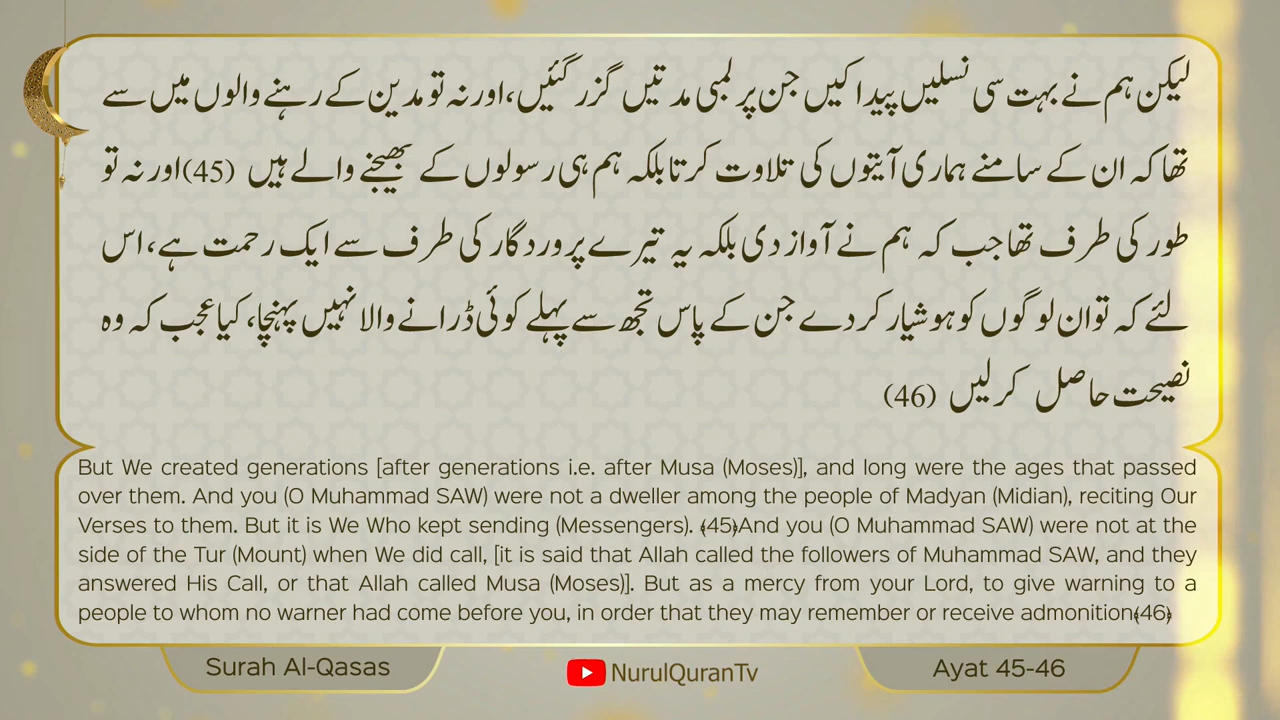 لیکن ہم نے بہت سی نسلیں پیدا کیں جن پر لمبی مدتیں گزر گئیں،اور نہ تو مدین کے رہنے والوں میں سے
تھا کہ ان کے سامنے ہماری آیتوں کی تلاوت کرتا بلکہ ہم ہی رسولوں کے بھیجنے والے ہیں (45)اور نہ تو
طور کی طرف تھا جب کہ ہم نے آواز دی بلکہ یہ تیرے پروردگار کی طرف سے ایک رحمت ہے،اس
لئے کہ تو ان لوگوں کو ہوشیار کر دے جن کے پاس تجھ سے پہلے کوئی ڈرانے والا نہیں پہنچا، کیا عجب کہ وہ
نصیحت حاصل کرلیں (46)
But We created generations [after generations i.e. after Musa (Moses)], and long were the ages that passed
over them. And you (O Muhammad SAW) were not a dweller among the people of Madyan (Midian), reciting Our
Verses to them. But it is We Who kept sending (Messengers). ﴾45﴿And you (O Muhammad SAW) were not at the
side of the Tur (Mount) when We did call, [it is said that Allah called the followers of Muhammad SAW, and they
answered His Call, or that Allah called Musa (Moses)]. But as a mercy from your Lord, to give warning to a
people to whom no warner had come before you, in order that they may remember or receive admonition﴾46﴿
Surah Al-Qasas
NurulQuranTv
Ayat 45-46